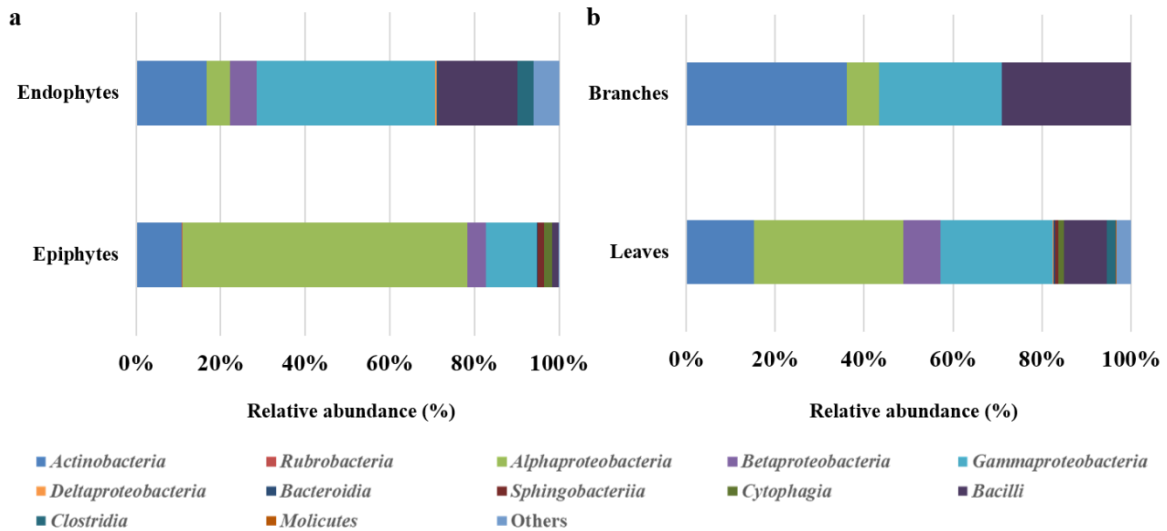 a
Endophytes
Epiphytes
0% 20% 40% 60% 80% 100%
Relative abundance (%)
b
Branches
Leaves
0% 20% 40% 60% 80% 100%
Relative abundance (%)
Actinobacteria Rubrobacteria Alphaproteobacteria Betaproteobacteria Gammaproteobacteria
Deltaproteobacteria Bacteroidia Sphingobacteriia Cytophagia Bacilli
Clostridia Molicutes Others